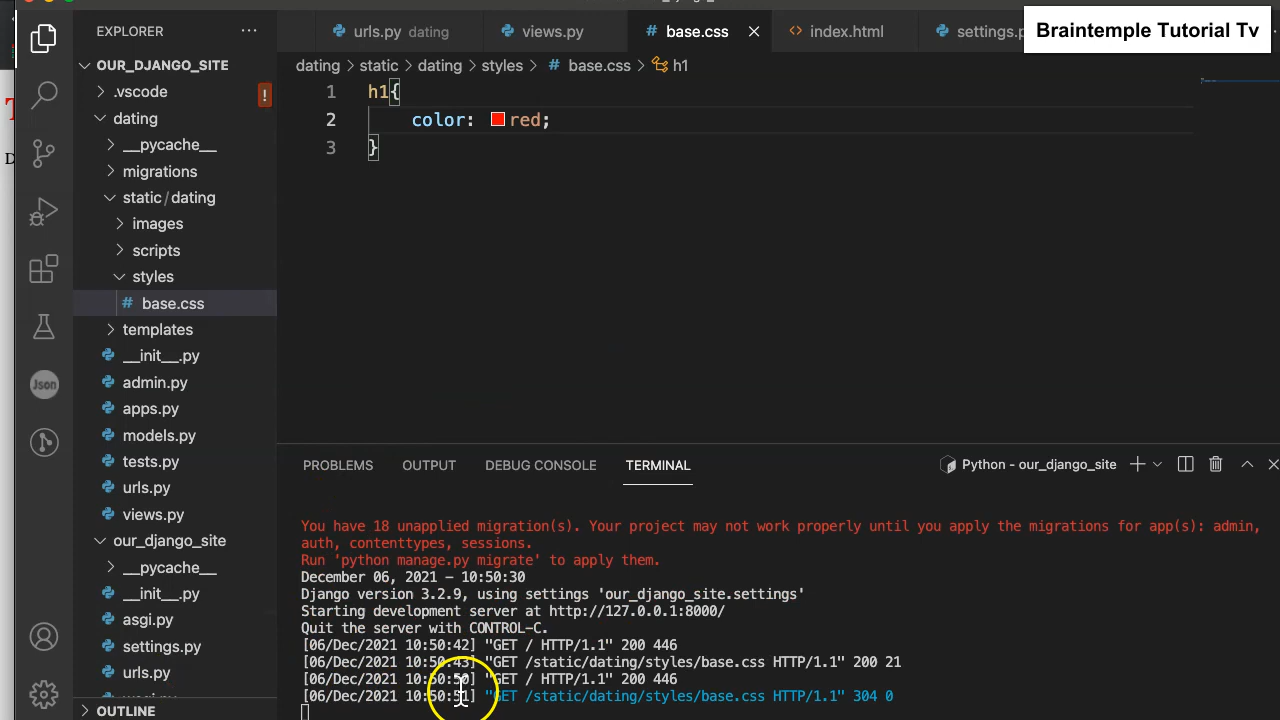 EXPLORER
urls.py dating
views.py
base.css
index.html
settings.p
Braintemple Tutorial Tv
OUR_DJANGO_SITE
dating > static > dating > styles > # base.css > h1
.vscode
!
dating
__pycache__
migrations
static/dating
images
scripts
styles
# base.css
templates
__init__.py
admin.py
apps.py
models.py
tests.py
urls.py
views.py
our_django_site
__pycache__
__init__.py
asgi.py
settings.py
urls.py
OUTLINE
Json
1 h1{
2 color: red;
3 }
PROBLEMS OUTPUT DEBUG CONSOLE TERMINAL
Python - our_django_site
You have 18 unapplied migration(s). Your project may not work properly until you apply the migrations for app(s): admin,
auth, contenttypes, sessions.
Run 'python manage.py migrate' to apply them.
December 06, 2021 - 10:50:30
Django version 3.2.9, using settings 'our_django_site.settings'
Starting development server at http://127.0.0.1:8000/
Quit the server with CONTROL-C.
[06/Dec/2021 10:50:42] "GET / HTTP/1.1" 200 446
[06/Dec/2021 10:50:43] "GET /static/dating/styles/base.css HTTP/1.1" 200 21
[06/Dec/2021 "GET / HTTP/1.1" 200 446
[06/Dec/2021 "GET /static/dating/styles/base.css HTTP/1.1" 304 0